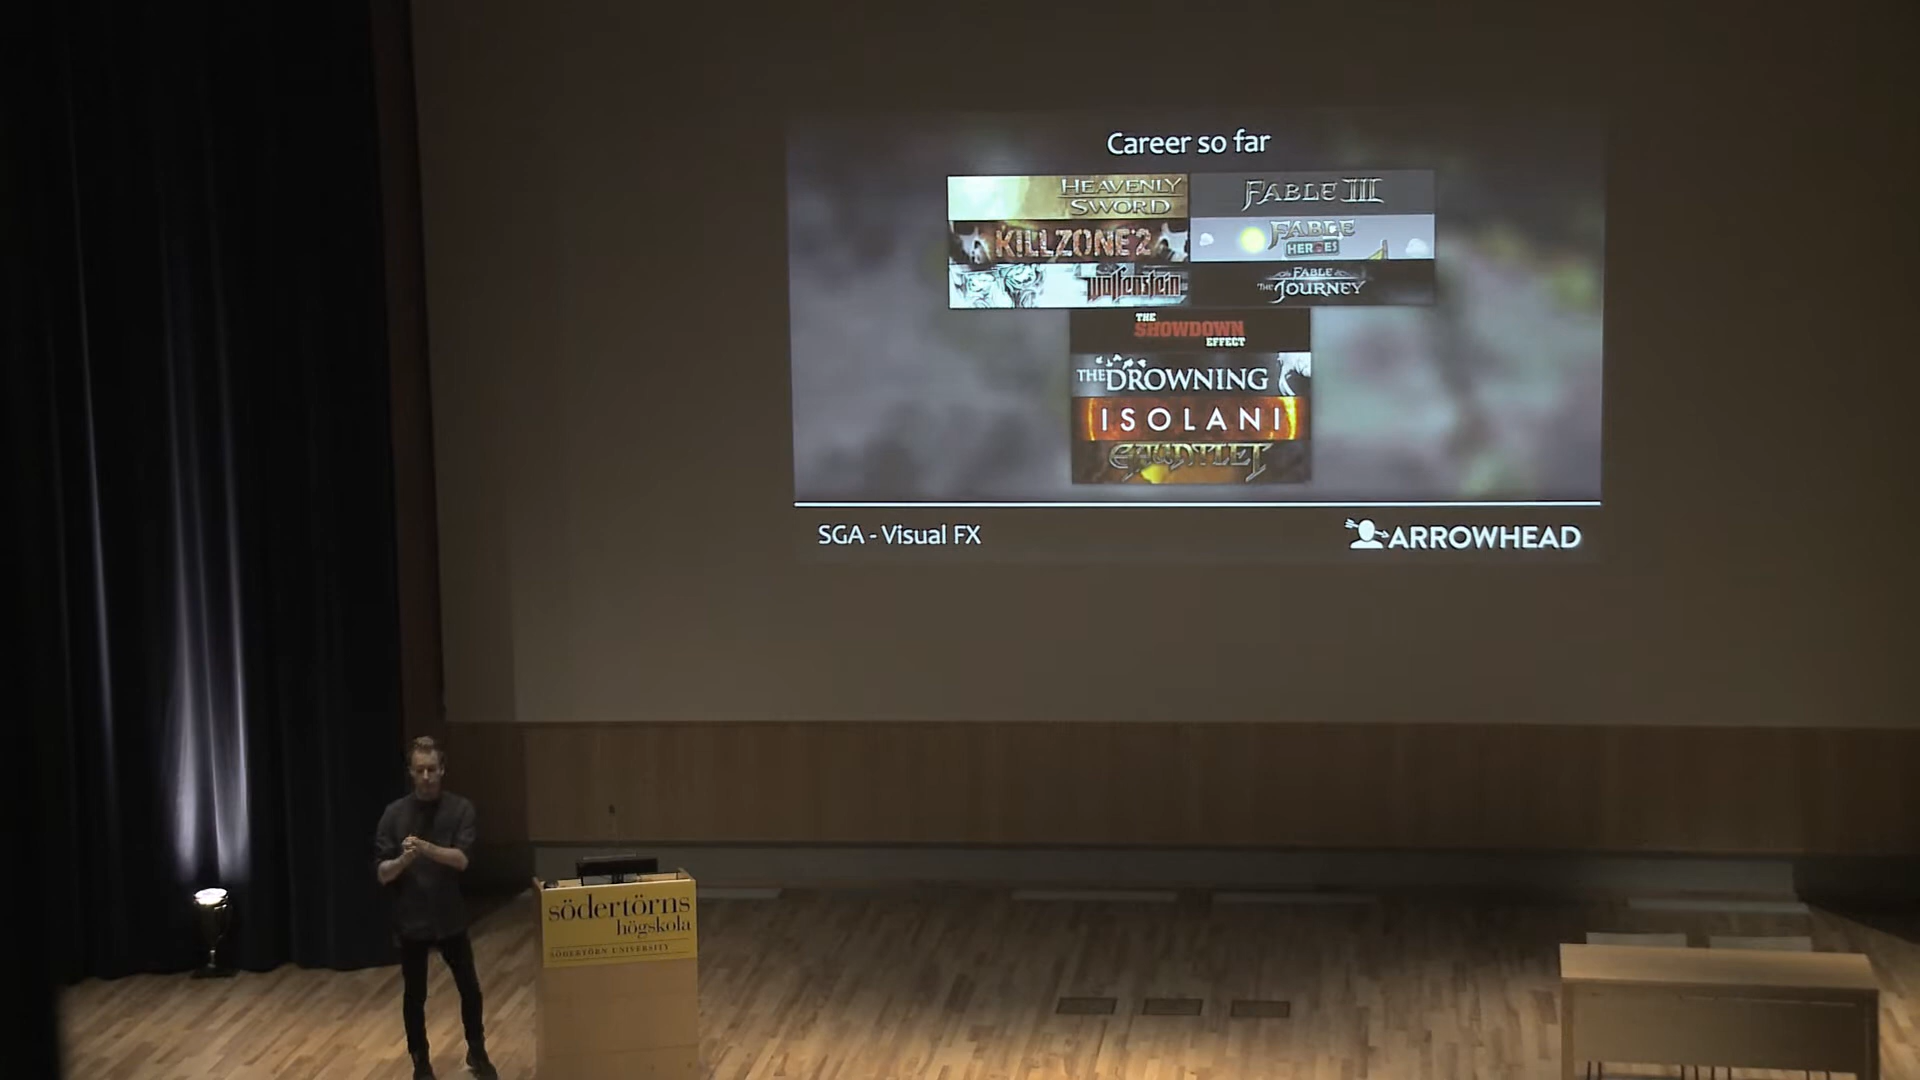 Career so far
HEAVENLY
SWORD
KILLZONE 2
Wolfenstein
FABLE III
FABLE
HEROES
FABLE
THE JOURNEY
THE
SHOWDOWN
EFFECT
THE DROWNING
ISOLANI
GAUNTLET
SGA - Visual FX
ARROWHEAD
södertörns
högskola
SÖDERTÖRN UNIVERSITY